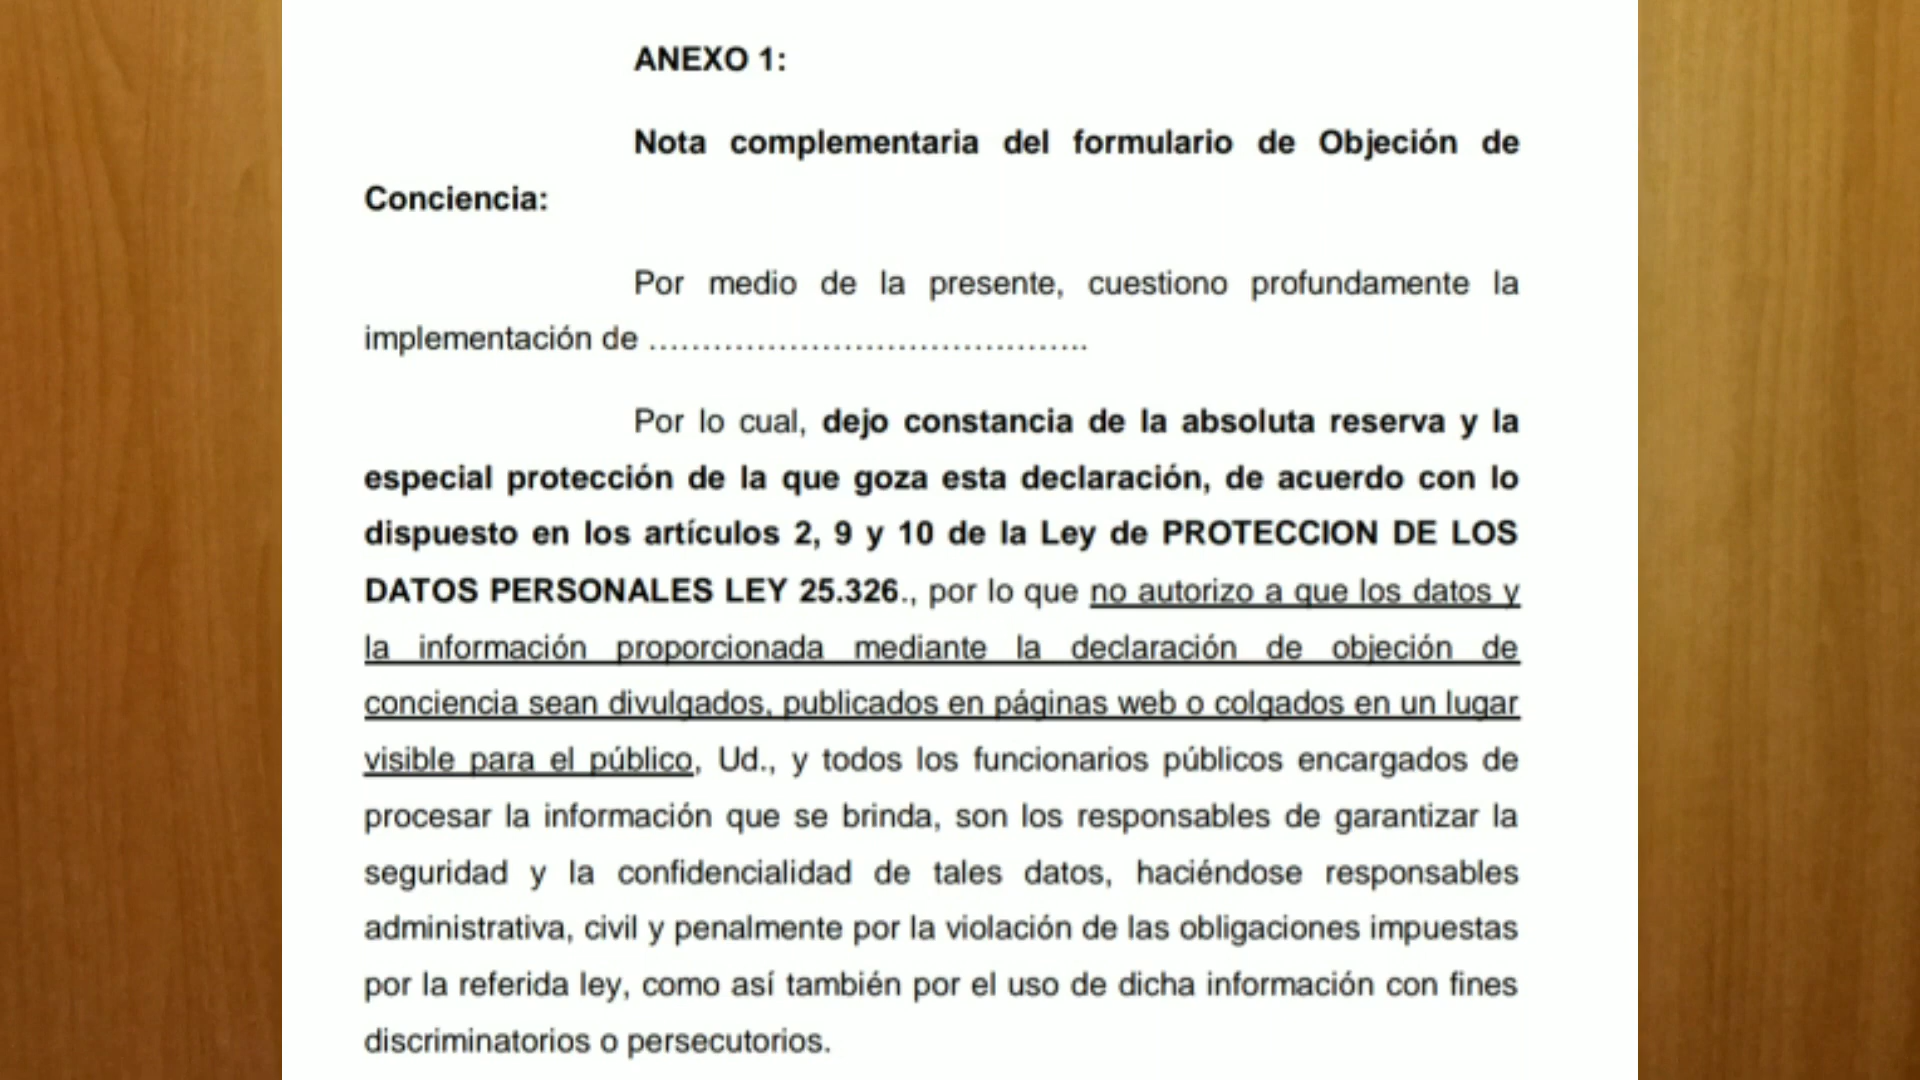 ANEXO 1:
Nota complementaria del formulario de Objeción de
Conciencia:
Por medio de la presente, cuestiono profundamente la
implementación de ……………………………………..
Por lo cual, dejo constancia de la absoluta reserva y la
especial protección de la que goza esta declaración, de acuerdo con lo
dispuesto en los artículos 2, 9 y 10 de la Ley de PROTECCION DE LOS
DATOS PERSONALES LEY 25.326., por lo que no autorizo a que los datos y
la información proporcionada mediante la declaración de objeción de
conciencia sean divulgados, publicados en páginas web o colgados en un lugar
visible para el público, Ud., y todos los funcionarios públicos encargados de
procesar la información que se brinda, son los responsables de garantizar la
seguridad y la confidencialidad de tales datos, haciéndose responsables
administrativa, civil y penalmente por la violación de las obligaciones impuestas
por la referida ley, como así también por el uso de dicha información con fines
discriminatorios o persecutorios.